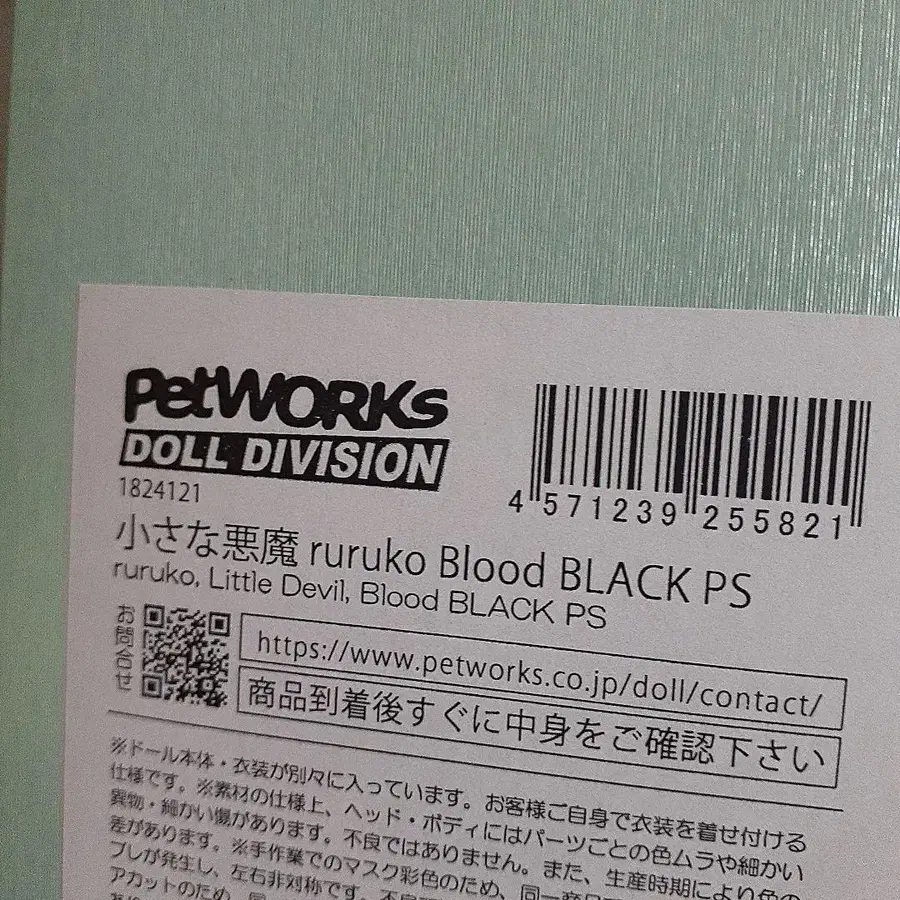 PetWORKs
DOLL DIVISION
1824121
4 571239 255821
小さな悪魔 ruruko Blood BLACK PS
ruruko, Little Devil, Blood BLACK PS
お問合せ
https://www.petworks.co.jp/doll/contact/
商品到着後すぐに中身をご確認下さい
※ドール本体・衣装が別々に入っています。お客様ご自身で衣装を着せ付ける
仕様です。※素材の仕様上、ヘッド・ボディにはパーツごとの色ムラや細かい
異物・細かい傷があります。不良ではありません。また、生産時期により色の
差があります。※手作業でのマスク彩色のため、同一商品で
ブレが発生し、左右非対称です。不良
アカットのため、同